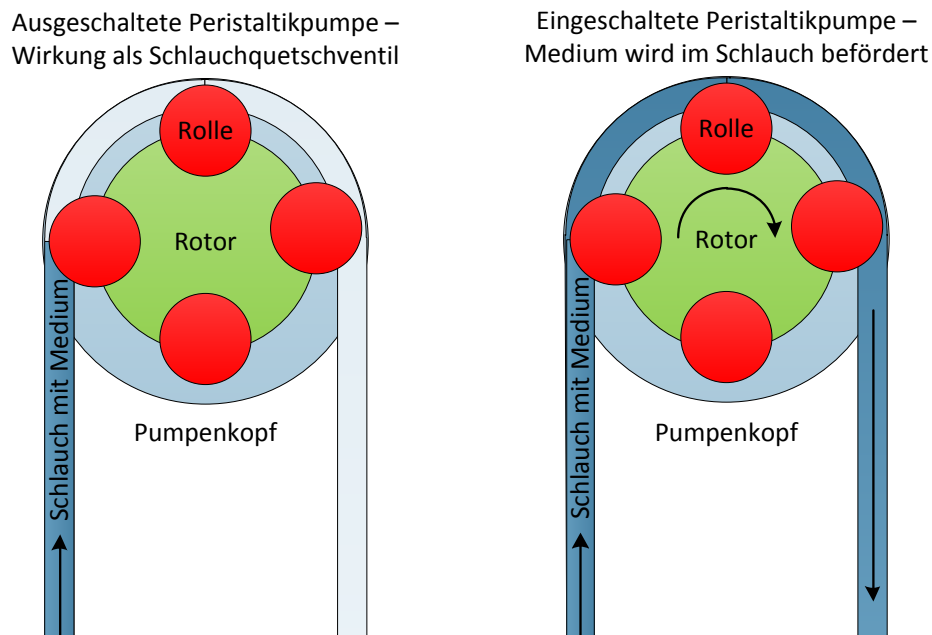 Ausgeschaltete Peristaltikpumpe –
Wirkung als Schlauchquetschventil
Rolle
Rotor
Schlauch mit Medium
Pumpenkopf
Eingeschaltete Peristaltikpumpe –
Medium wird im Schlauch befördert
Rolle
Rotor
Schlauch mit Medium
Pumpenkopf